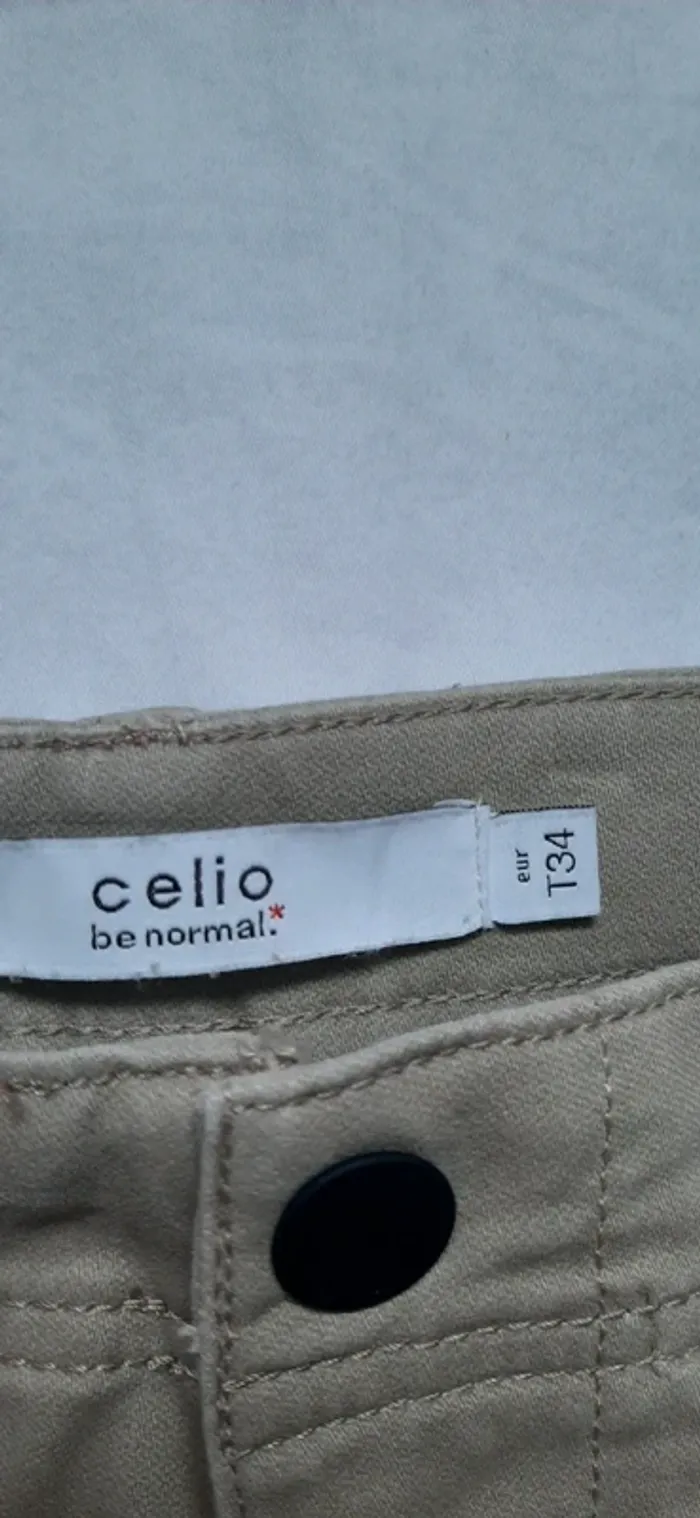 celio
be normal.*
eur
T34